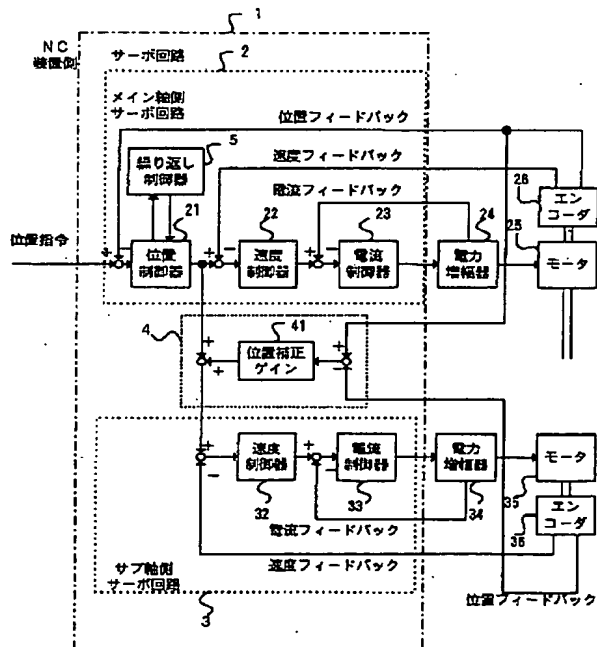 1
NC
装置側
サーボ回路
2
メイン軸側
サーボ回路
位置フィードバック
5
速度フィードバック
繰り返し
制御器
電流フィードバック
26
エン
コーダ
21
22
23
24
25
位置指令
位置
制御器
速度
制御器
電流
制御器
電力
増幅器
モータ
4
41
位置補正
ゲイン
速度
制御器
電流
制御器
電力
増幅器
モータ
32
33
34
35
電流フィードバック
36
エン
コーダ
速度フィードバック
サブ軸側
サーボ回路
位置フィードバック
3